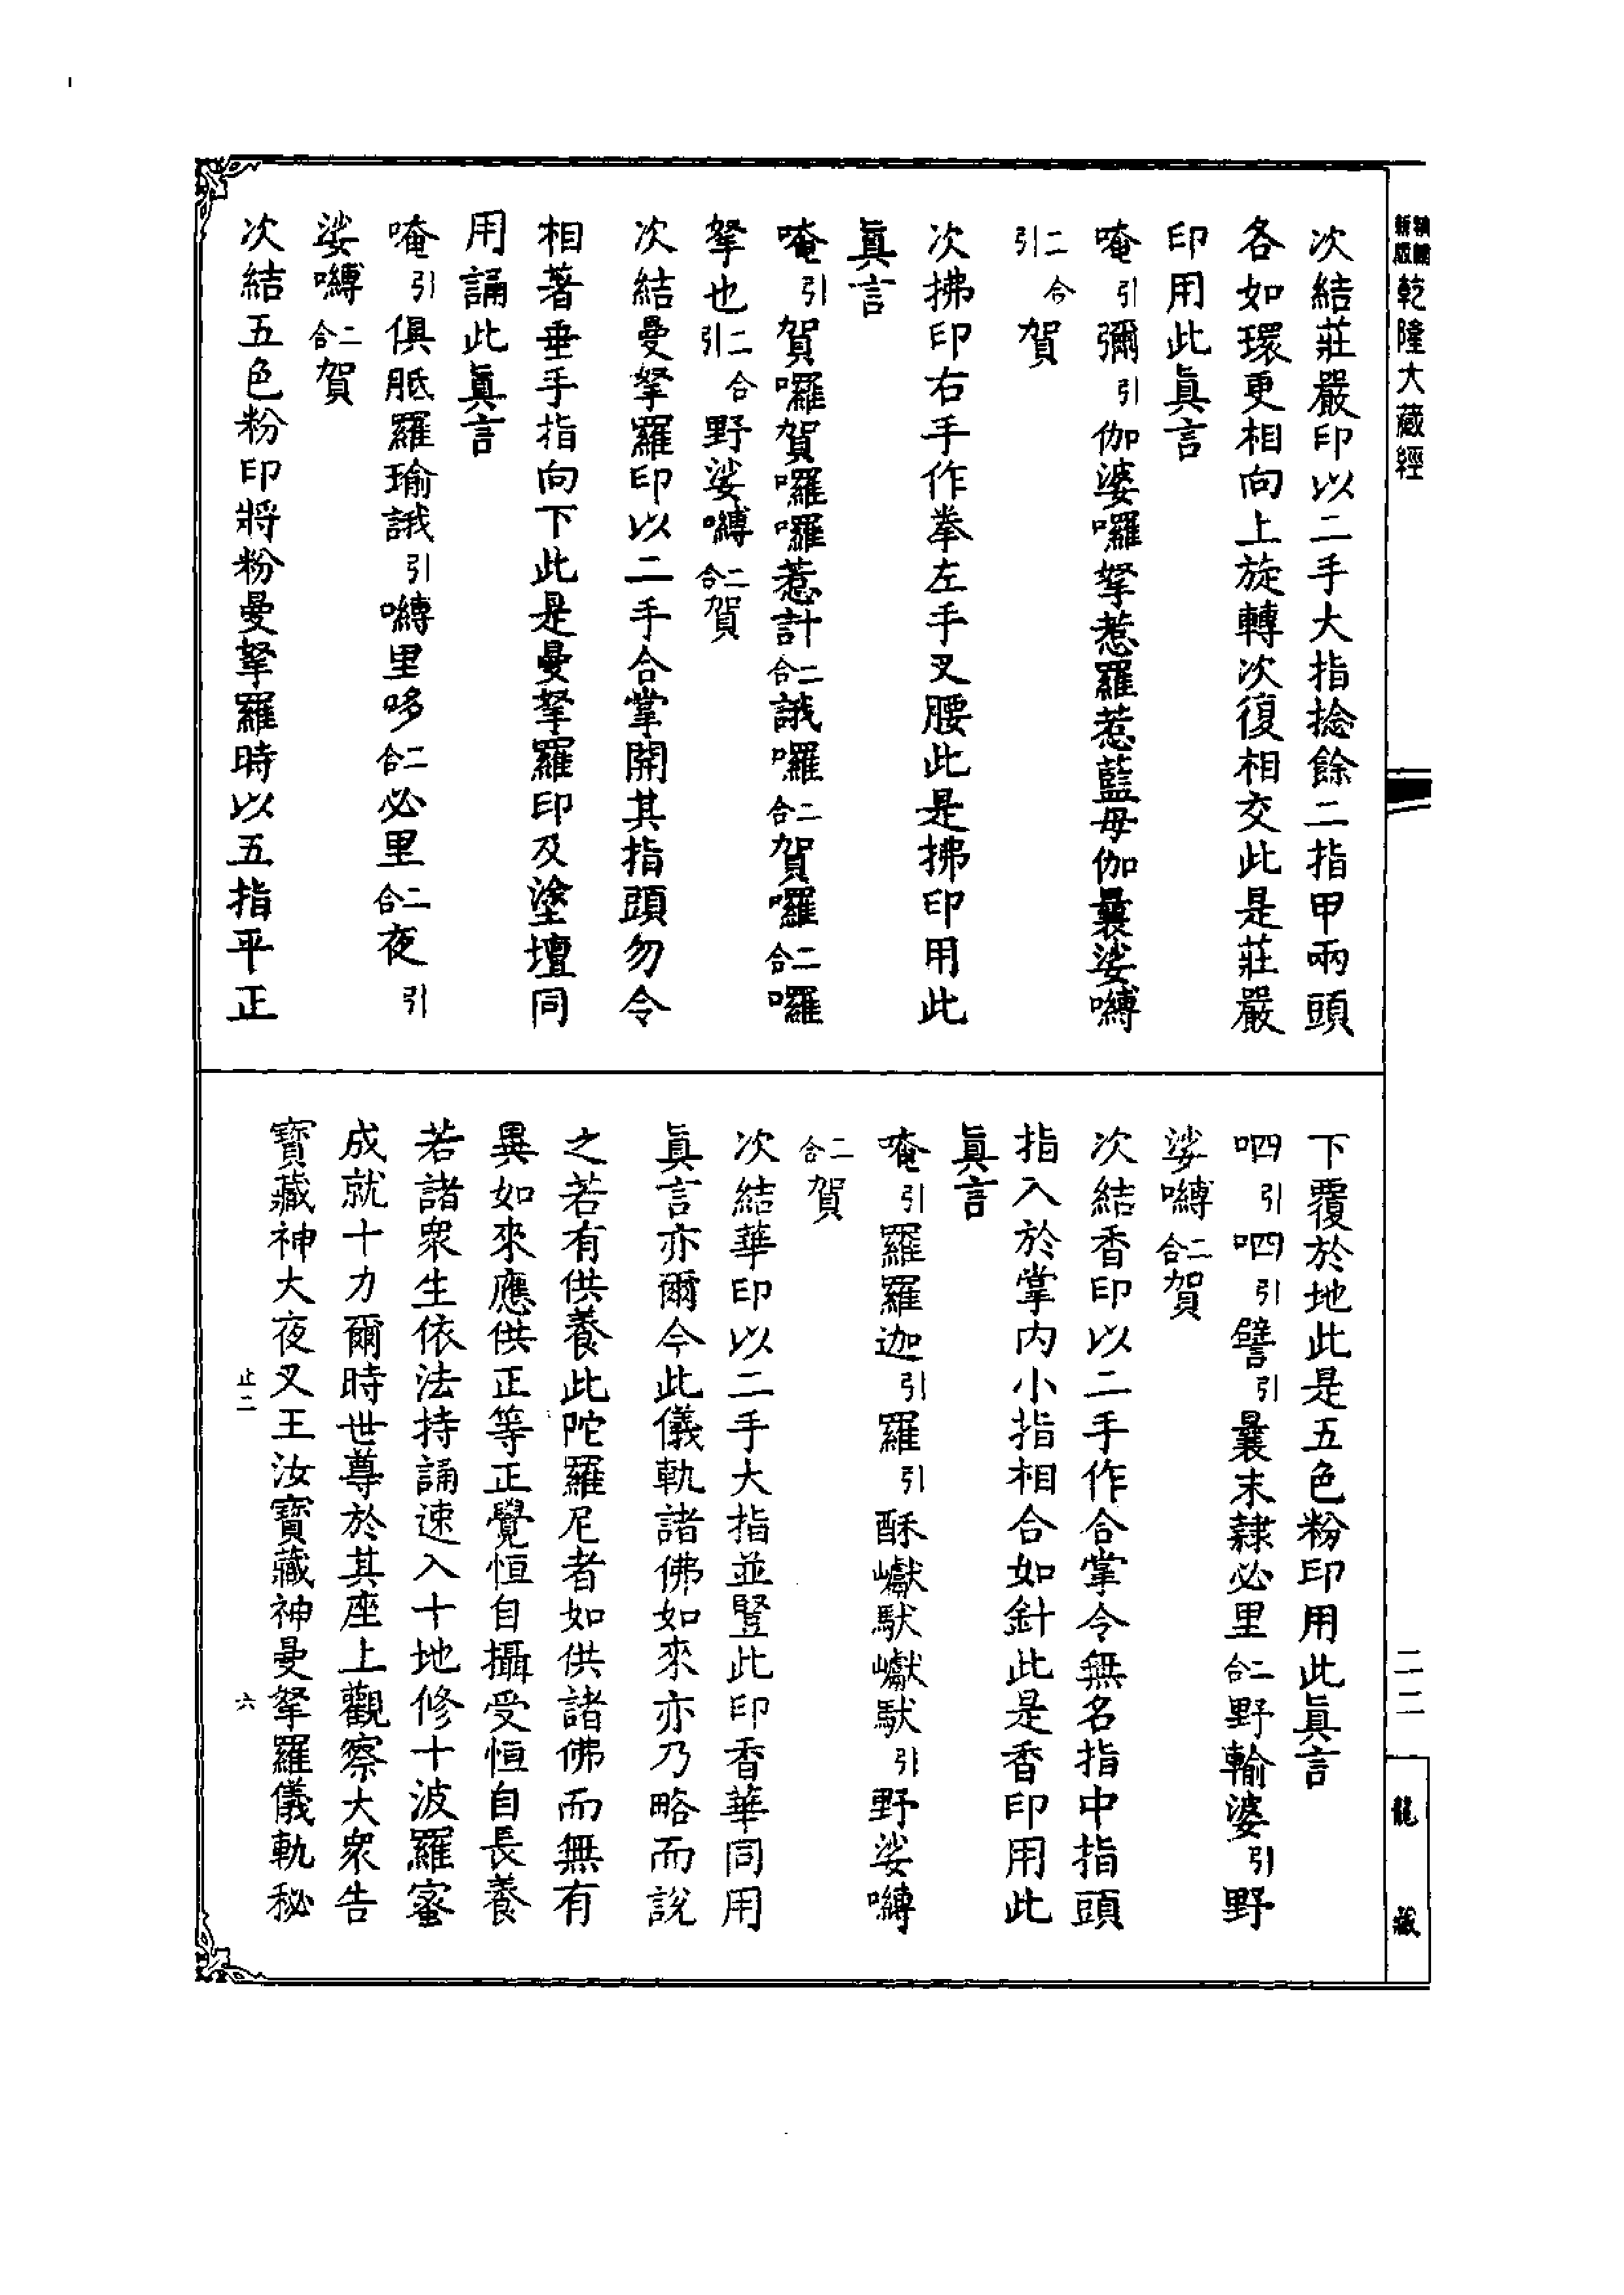 新版
乾隆大藏經
次結莊嚴印以二手大指捻餘二指甲兩頭
各如環更相向上旋轉次復相交此是莊嚴
印用此眞言
唵引彌引伽婆囉拏惹羅惹藍母伽曩娑嚩
二合引賀
次拂印右手作拳左手叉腰此是拂印用此
眞言
唵引賀囉賀囉囉惹計二合誐囉二合賀囉二合囉
拏也二合引野娑嚩二合賀
次結曼拏羅印以二手合掌開其指頭勿令
相著垂手指向下此是曼拏羅印及塗壇同
用誦此眞言
唵引俱胝羅瑜誐引嚩里哆二合必里二合夜引
娑嚩二合賀
次結五色粉印將粉曼拏羅時以五指平正
下覆於地此是五色粉印用此眞言
呬引呬引譬引曩末隸必里二合野輸婆引野
娑嚩二合賀
次結香印以二手作合掌令無名指中指頭
指入於掌內小指相合如針此是香印用此
眞言
唵引羅羅迦引羅引酥巘馱巘馱引野娑嚩
二合賀
次結華印以二手大指並豎此印香華同用
眞言亦爾今此儀軌諸佛如來亦乃略而說
之若有供養此陀羅尼者如供諸佛而無有
異如來應供正等正覺恒自攝受恒自長養
若諸衆生依法持誦速入十地修十波羅蜜
成就十力爾時世尊於其座上觀察大衆告
寶藏神大夜叉王汝寶藏神曼拏羅儀軌秘
止二
六
二二
龍藏